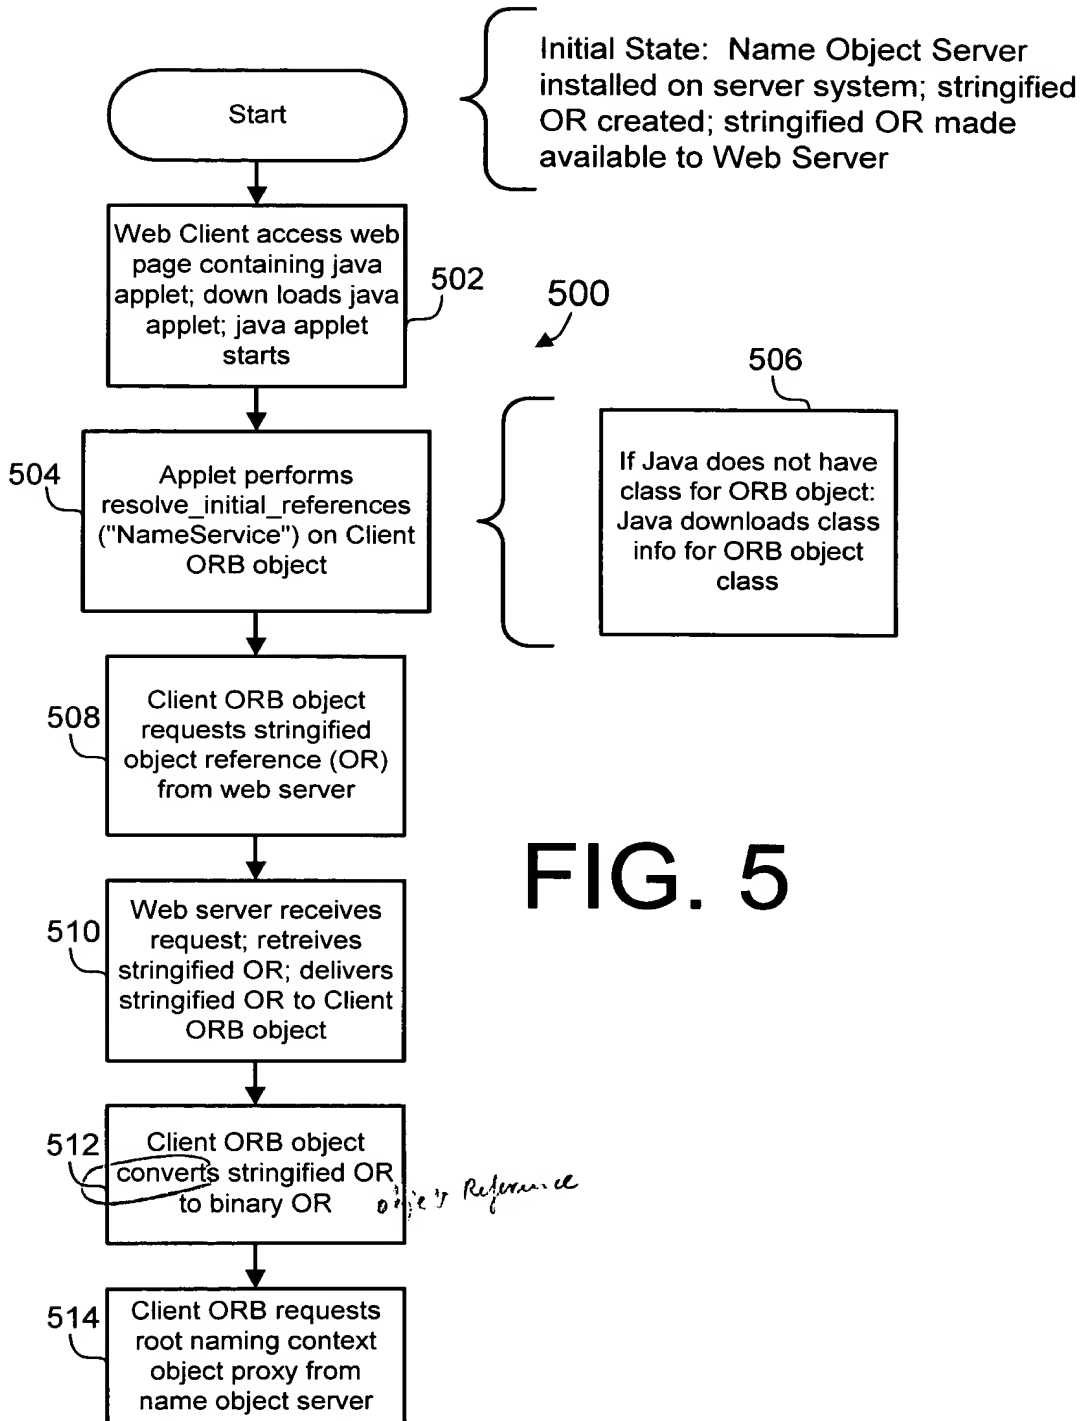 Start
Initial State: Name Object Server
installed on server system; stringified
OR created; stringified OR made
available to Web Server
Web Client access web
page containing java
applet; down loads java
applet; java applet
starts
502
500
506
504
Applet performs
resolve_initial_references
("NameService") on Client
ORB object
If Java does not have
class for ORB object:
Java downloads class
info for ORB object
class
508
Client ORB object
requests stringified
object reference (OR)
from web server
FIG. 5
510
Web server receives
request; retreives
stringified OR; delivers
stringified OR to Client
ORB object
512
Client ORB object
converts stringified OR
to binary OR
Reference
514
Client ORB requests
root naming context
object proxy from
name object server